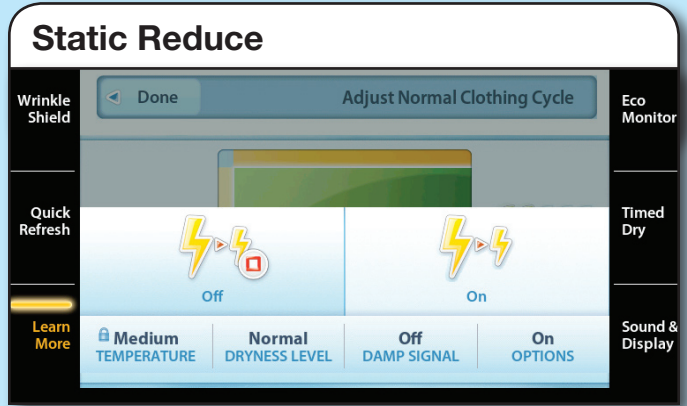 Static Reduce
Wrinkle
Shield
Done
Adjust Normal Clothing Cycle
Eco
Monitor
Quick
Refresh
Timed
Dry
Off
On
Learn
More
Medium
TEMPERATURE
Normal
DRYNESS LEVEL
Off
DAMP SIGNAL
On
OPTIONS
Sound &
Display